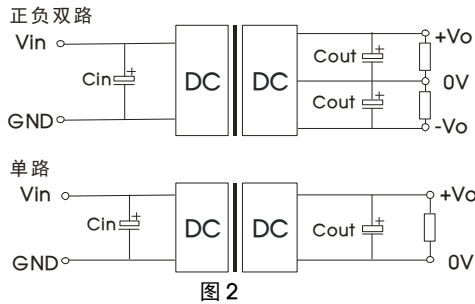 正负双路
Vin
Cin
+
GND
DC
DC
Cout
+
Cout
+
+Vo
0V
-Vo
单路
Vin
Cin
+
GND
DC
DC
Cout
+
+Vo
0V
图2